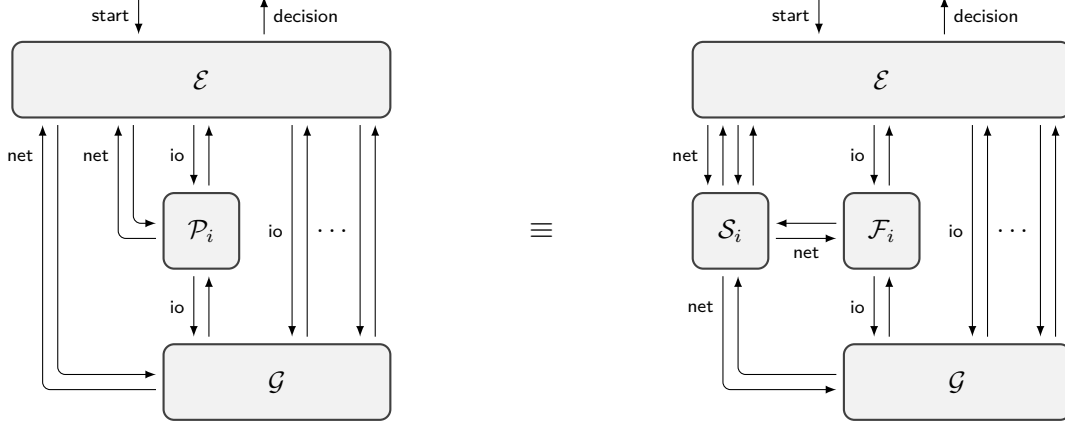 start decision start decision
ℰ ℰ
net net io net io
𝒫ᵢ io ⋯ ≡ 𝒮ᵢ net ℱᵢ io ⋯
io net io
𝒢 𝒢